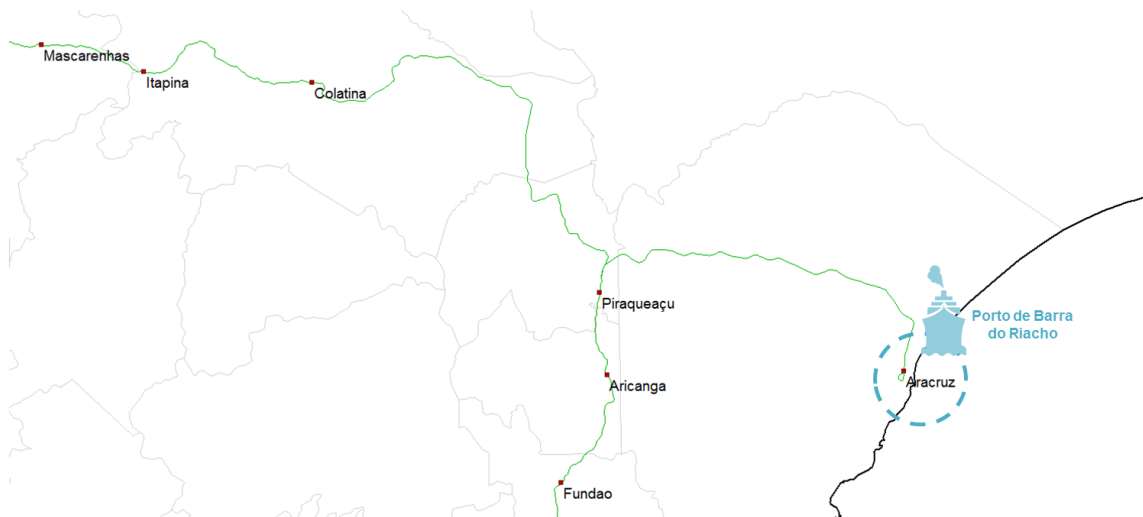 Mascarenhas
Itapina
Colatina
Piraqueaçu
Porto de Barra
do Riacho
Aracruz
Aricanga
Fundao